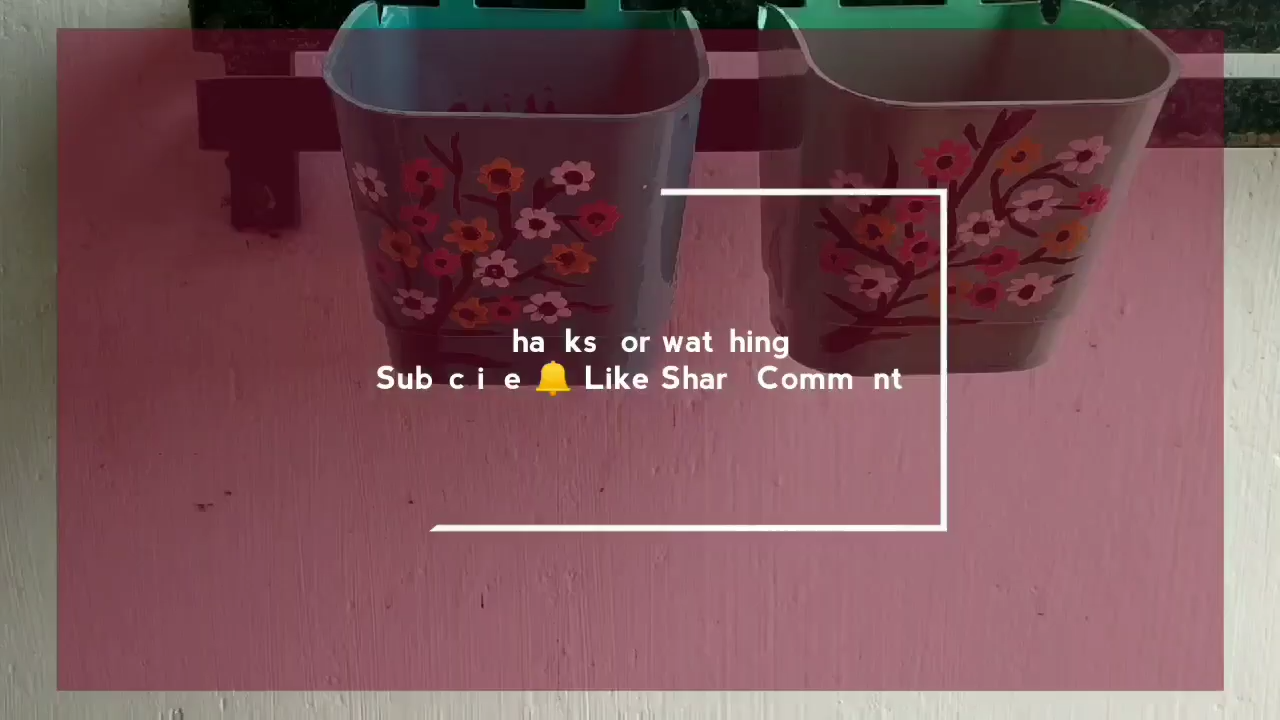 ha ks or wat hing
Sub c i e 🔔 Like Shar Comm nt